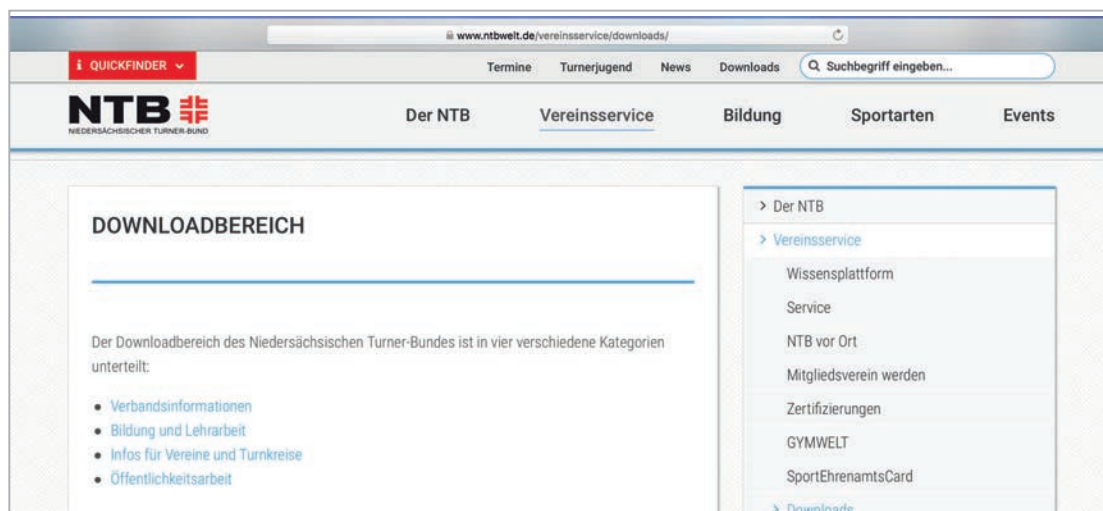 www.ntbwelt.de/vereinsservice/downloads/
i QUICKFINDER
Termine Turnerjugend News Downloads Suchbegriff eingeben...
NTB
NIEDERSÄCHSISCHER TURNER-BUND
Der NTB Vereinsservice Bildung Sportarten Events
DOWNLOADBEREICH
Der Downloadbereich des Niedersächsischen Turner-Bundes ist in vier verschiedene Kategorien
unterteilt:
• Verbandsinformationen
• Bildung und Lehrarbeit
• Infos für Vereine und Turnkreise
• Öffentlichkeitsarbeit
> Der NTB
> Vereinsservice
Wissensplattform
Service
NTB vor Ort
Mitgliedsverein werden
Zertifizierungen
GYMWELT
SportEhrenamtsCard
> Downloads